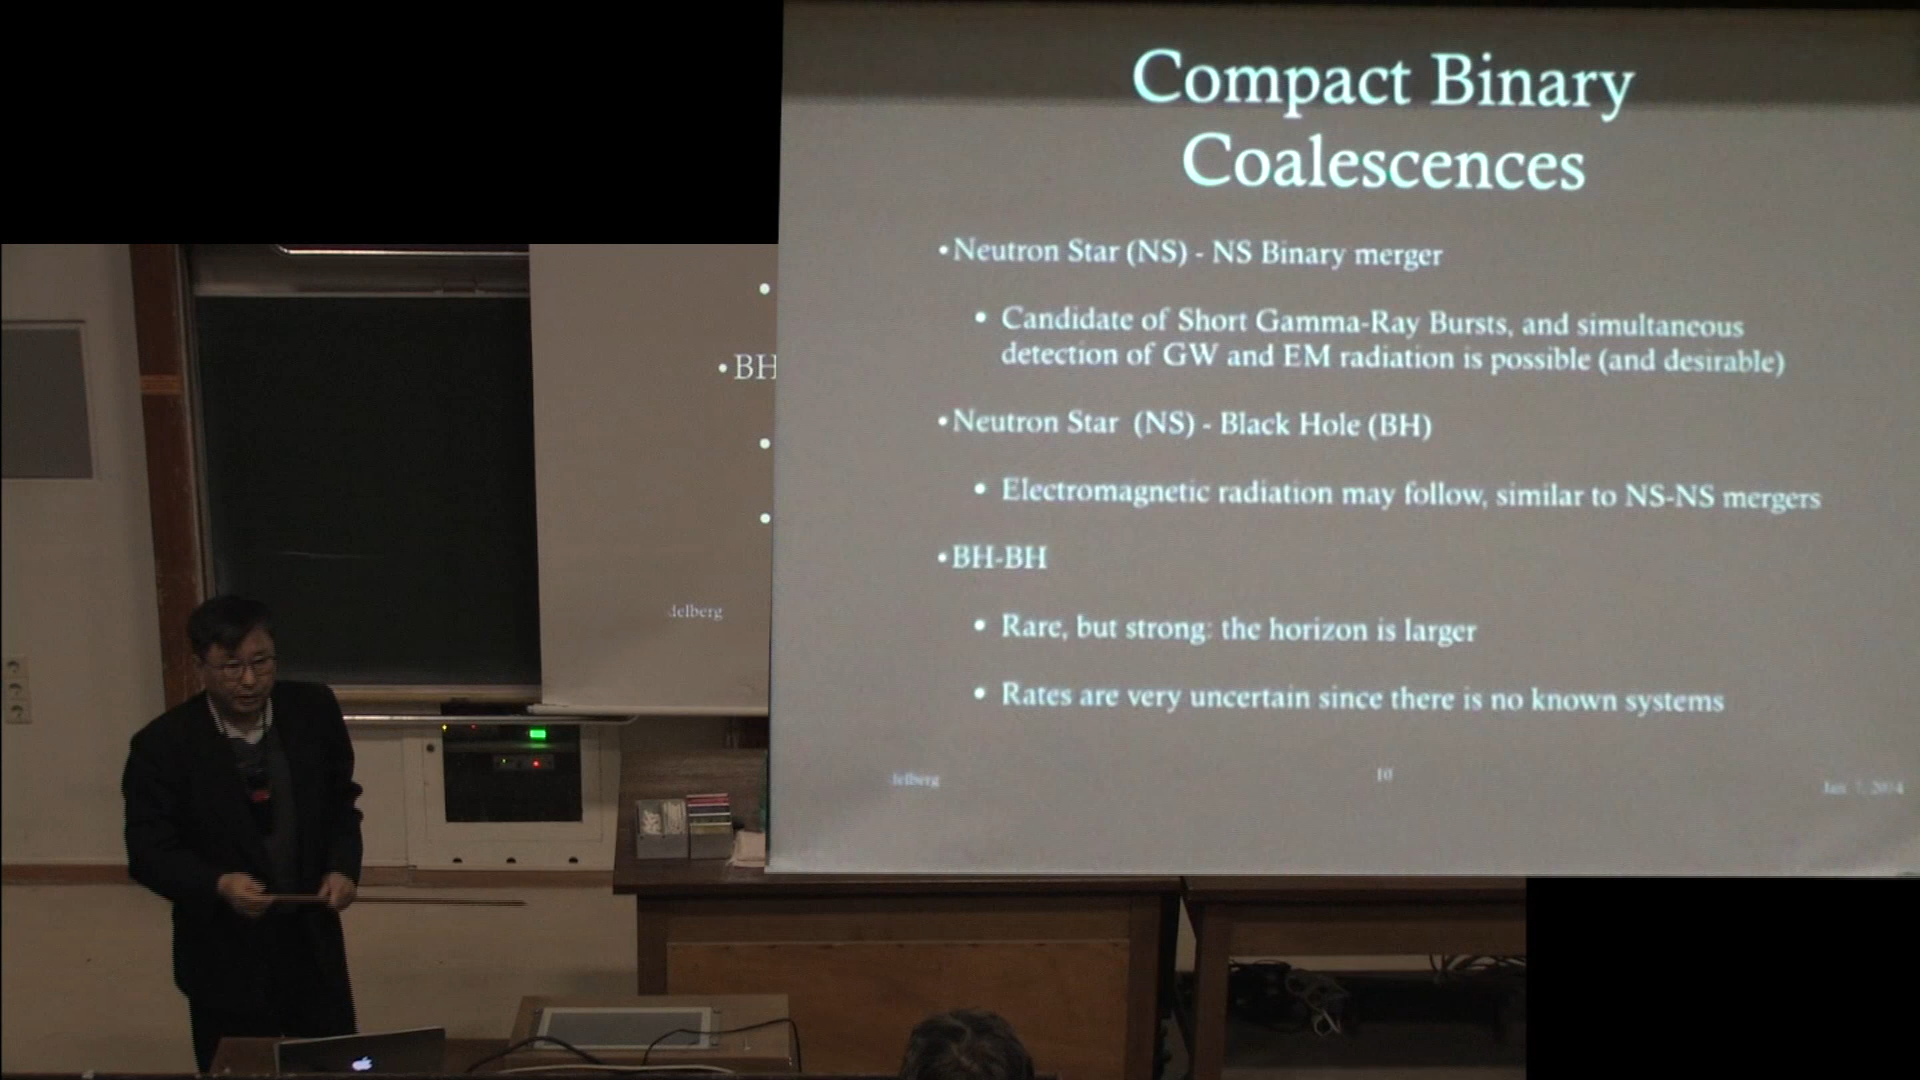 Compact Binary
Coalescences
•Neutron Star (NS) - NS Binary merger
• Candidate of Short Gamma-Ray Bursts, and simultaneous
detection of GW and EM radiation is possible (and desirable)
•Neutron Star (NS) - Black Hole (BH)
• Electromagnetic radiation may follow, similar to NS-NS mergers
•BH-BH
• Rare, but strong: the horizon is larger
• Rates are very uncertain since there is no known systems
delberg
10
•BH
delberg